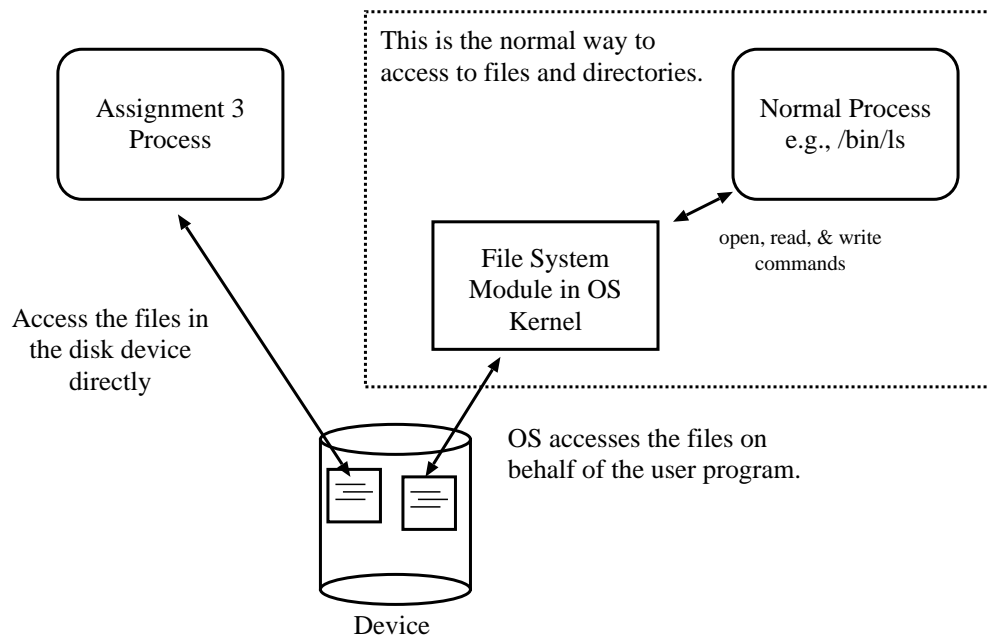 This is the normal way to
access to files and directories.
Assignment 3
Process
Normal Process
e.g., /bin/ls
open, read, & write
commands
File System
Module in OS
Kernel
Access the files in
the disk device
directly
OS accesses the files on
behalf of the user program.
Device